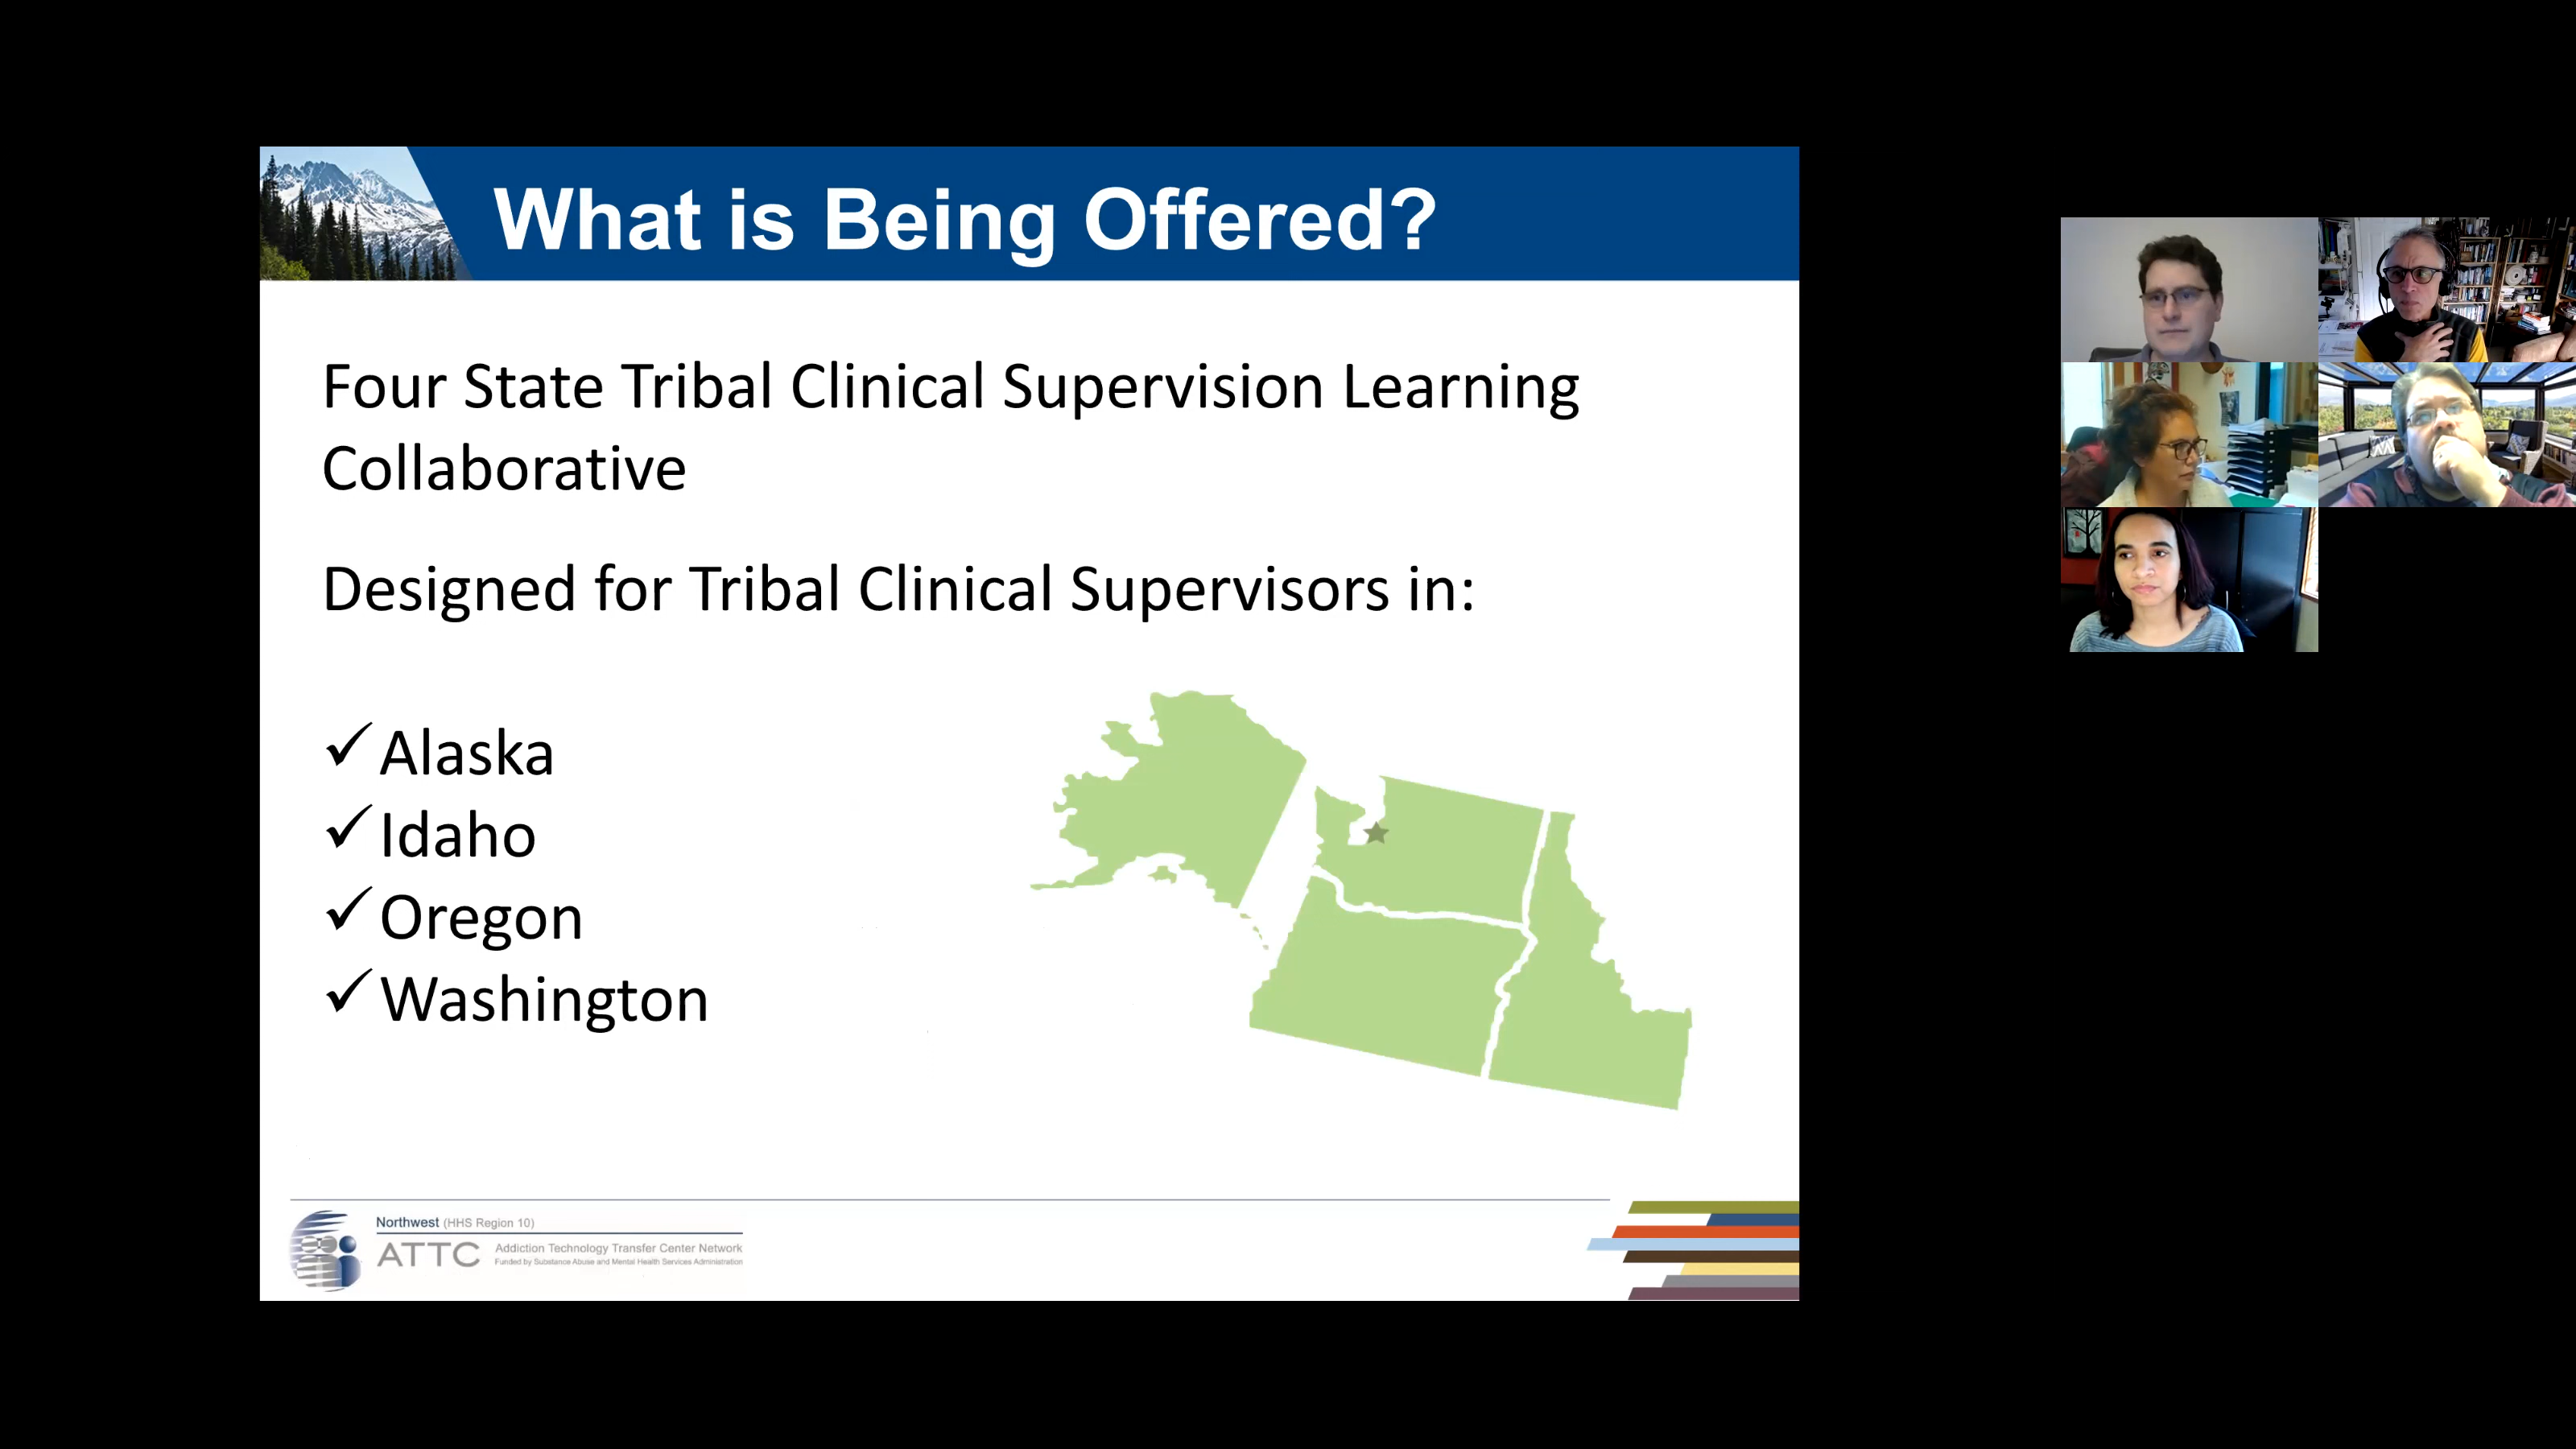 What is Being Offered?
Four State Tribal Clinical Supervision Learning
Collaborative
Designed for Tribal Clinical Supervisors in:
✓Alaska
✓Idaho
✓Oregon
✓Washington
Northwest (HHS Region 10)
ATTC
Addiction Technology Transfer Center Network
Funded by Substance Abuse and Mental Health Services Administration